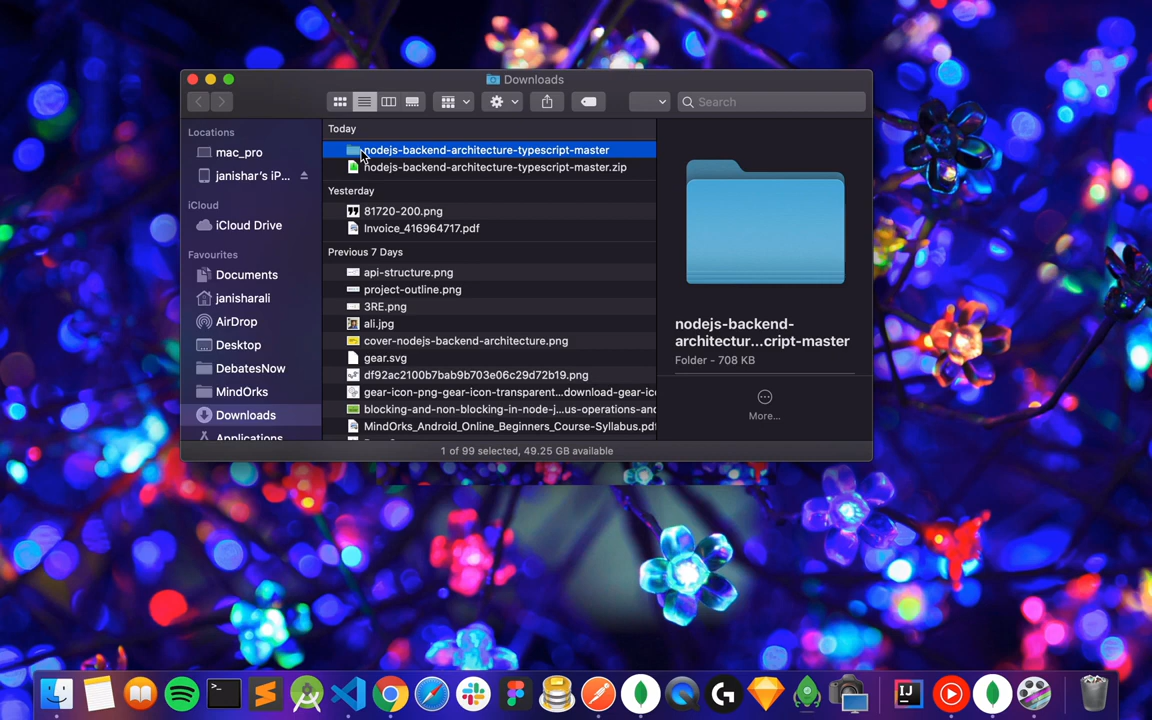 Downloads
Search
Locations
mac_pro
janishar's iP...
iCloud
iCloud Drive
Favourites
Documents
janisharali
AirDrop
Desktop
DebatesNow
MindOrks
Downloads
Applications
Today
nodejs-backend-architecture-typescript-master
nodejs-backend-architecture-typescript-master.zip
Yesterday
81720-200.png
Invoice_416964717.pdf
Previous 7 Days
api-structure.png
project-outline.png
3RE.png
ali.jpg
cover-nodejs-backend-architecture.png
gear.svg
df92ac2100b7bab9b703e06c29d72b19.png
gear-icon-png-gear-icon-transparent...download-gear-ico
blocking-and-non-blocking-in-node-j...us-operations-and
MindOrks_Android_Online_Beginners_Course-Syllabus.pdf
nodejs-backend-
architectur...cript-master
Folder - 708 KB
More...
1 of 99 selected, 49.25 GB available
IJ